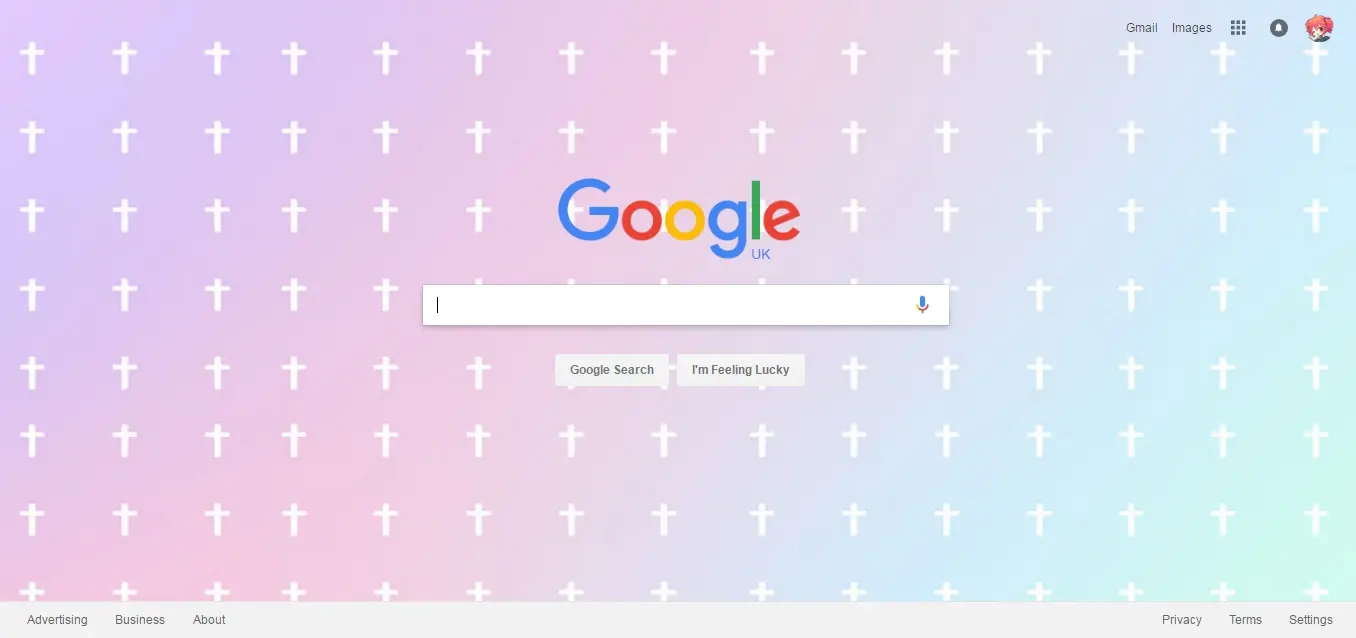 Gmail Images
Google
UK
Google Search I'm Feeling Lucky
Advertising Business About Privacy Terms Settings